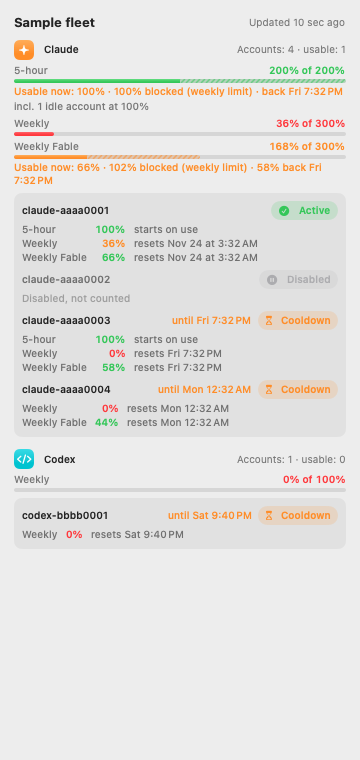 Sample fleet Updated 10 sec ago
Claude Accounts: 4 · usable: 1
5-hour 200% of 200%
Usable now: 100% · 100% blocked (weekly limit) · back Fri 7:32 PM
incl. 1 idle account at 100%
Weekly 36% of 300%
Weekly Fable 168% of 300%
Usable now: 66% · 102% blocked (weekly limit) · 58% back Fri
7:32 PM
claude-aaaa0001 Active
5-hour 100% starts on use
Weekly 36% resets Nov 24 at 3:32 AM
Weekly Fable 66% resets Nov 24 at 3:32 AM
claude-aaaa0002 Disabled
Disabled, not counted
claude-aaaa0003 until Fri 7:32 PM Cooldown
5-hour 100% starts on use
Weekly 0% resets Fri 7:32 PM
Weekly Fable 58% resets Fri 7:32 PM
claude-aaaa0004 until Mon 12:32 AM Cooldown
Weekly 0% resets Mon 12:32 AM
Weekly Fable 44% resets Mon 12:32 AM
Codex Accounts: 1 · usable: 0
Weekly 0% of 100%
codex-bbbb0001 until Sat 9:40 PM Cooldown
Weekly 0% resets Sat 9:40 PM